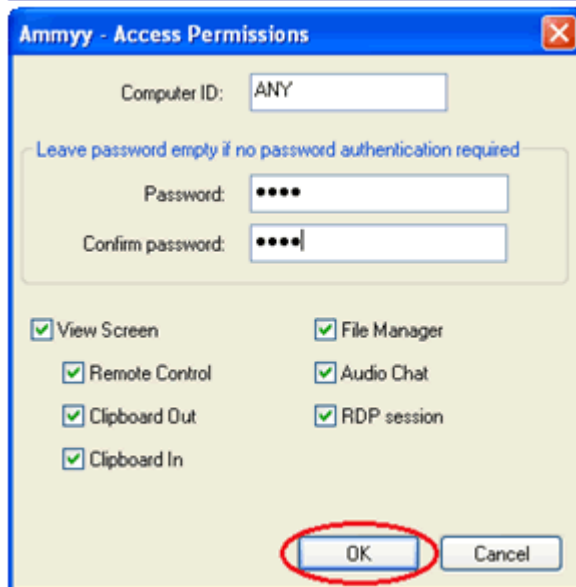 Ammyy - Access Permissions
Computer ID: ANY
Leave password empty if no password authentication required
Password: ••••
Confirm password: ••••
View Screen File Manager
Remote Control Audio Chat
Clipboard Out RDP session
Clipboard In
OK Cancel